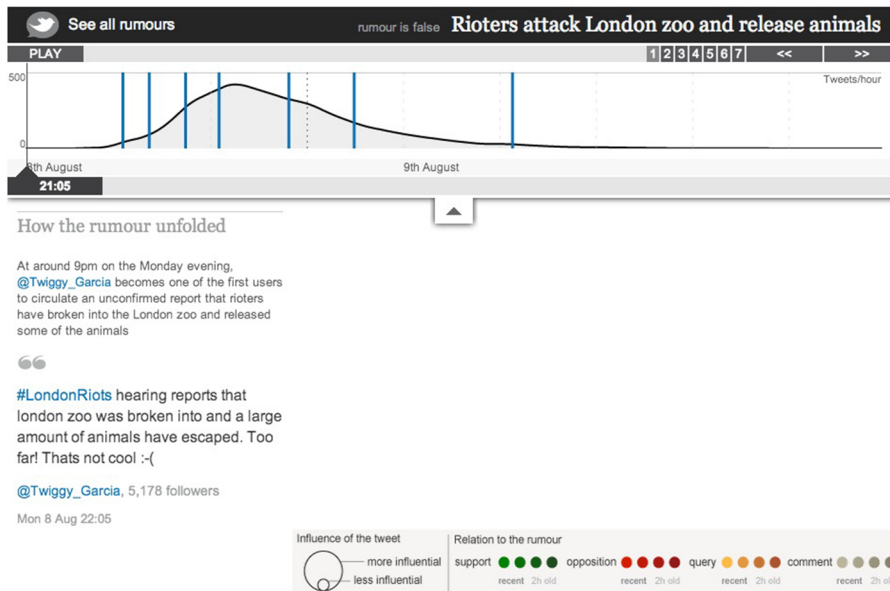 See all rumours
rumour is false Rioters attack London zoo and release animals
PLAY
1 2 3 4 5 6 7 << >>
500
Tweets/hour
0
8th August
9th August
21:05
How the rumour unfolded
At around 9pm on the Monday evening,
@Twiggy_Garcia becomes one of the first users
to circulate an unconfirmed report that rioters
have broken into the London zoo and released
some of the animals
#LondonRiots hearing reports that
london zoo was broken into and a large
amount of animals have escaped. Too
far! Thats not cool :-(
@Twiggy_Garcia, 5,178 followers
Mon 8 Aug 22:05
Influence of the tweet
more influential
less influential
Relation to the rumour
support opposition query comment
recent 2h old recent 2h old recent 2h old recent 2h ol